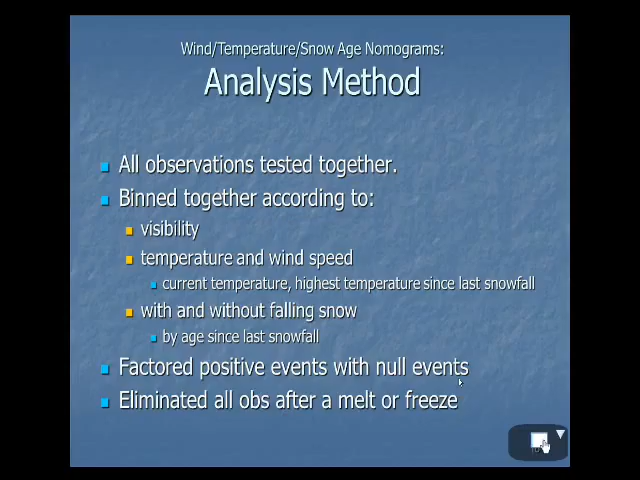 Wind/Temperature/Snow Age Nomograms:
Analysis Method
All observations tested together.
Binned together according to:
visibility
temperature and wind speed
current temperature, highest temperature since last snowfall
with and without falling snow
by age since last snowfall
Factored positive events with null events
Eliminated all obs after a melt or freeze